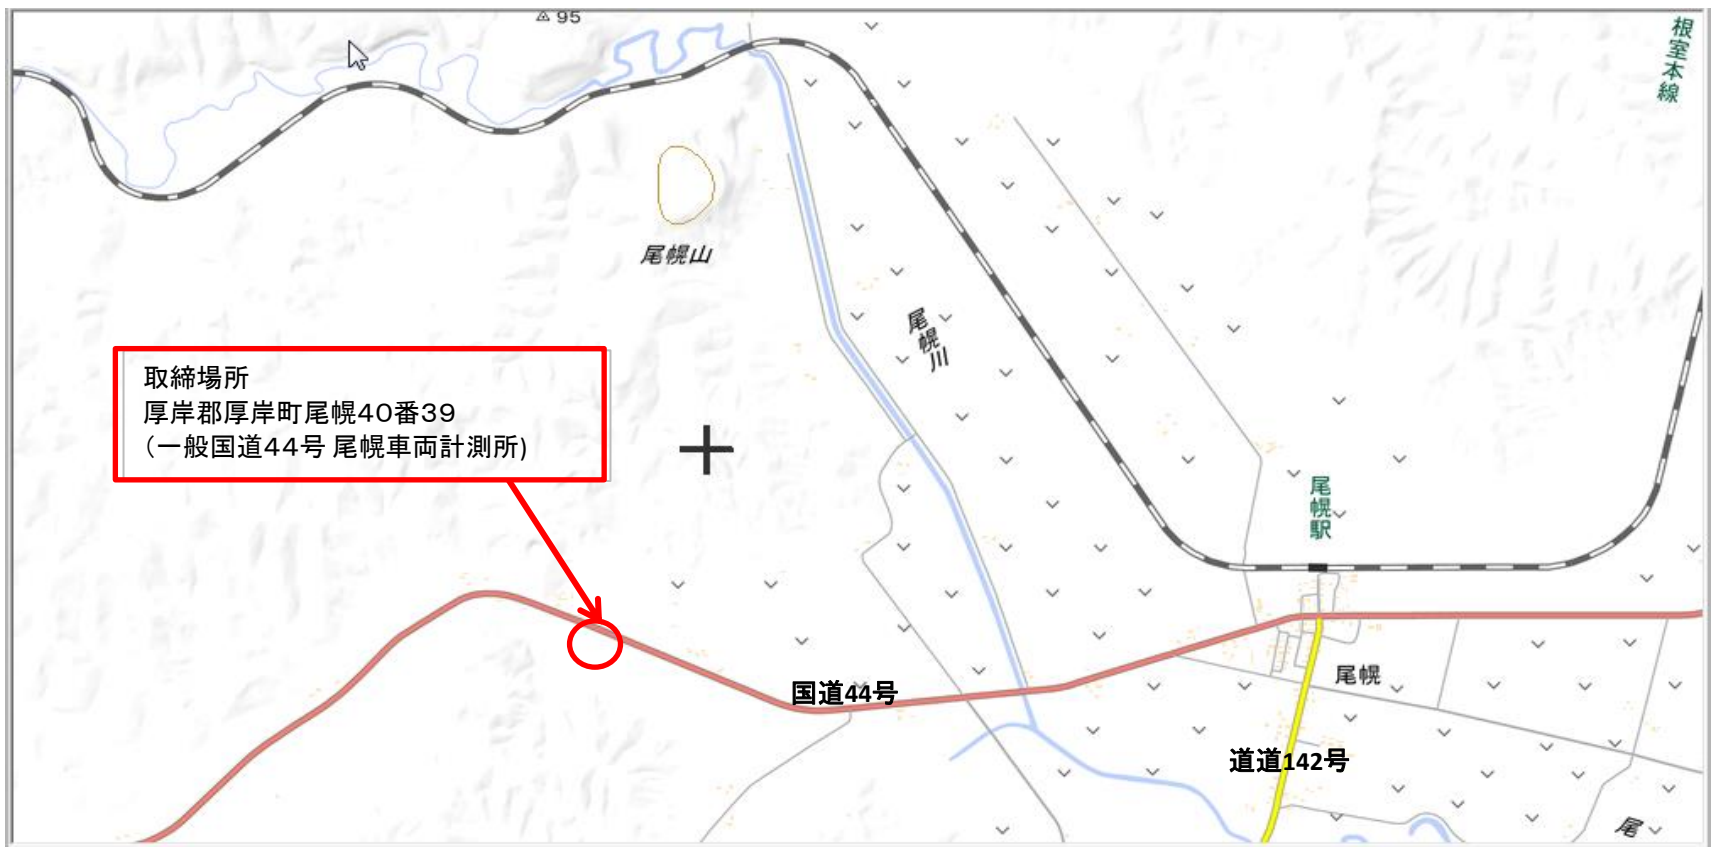 95
根室本線
尾幌山
尾幌川
取締場所
厚岸郡厚岸町尾幌40番39
(一般国道44号 尾幌車両計測所)
尾幌駅
尾幌
国道44号
道道142号
尾